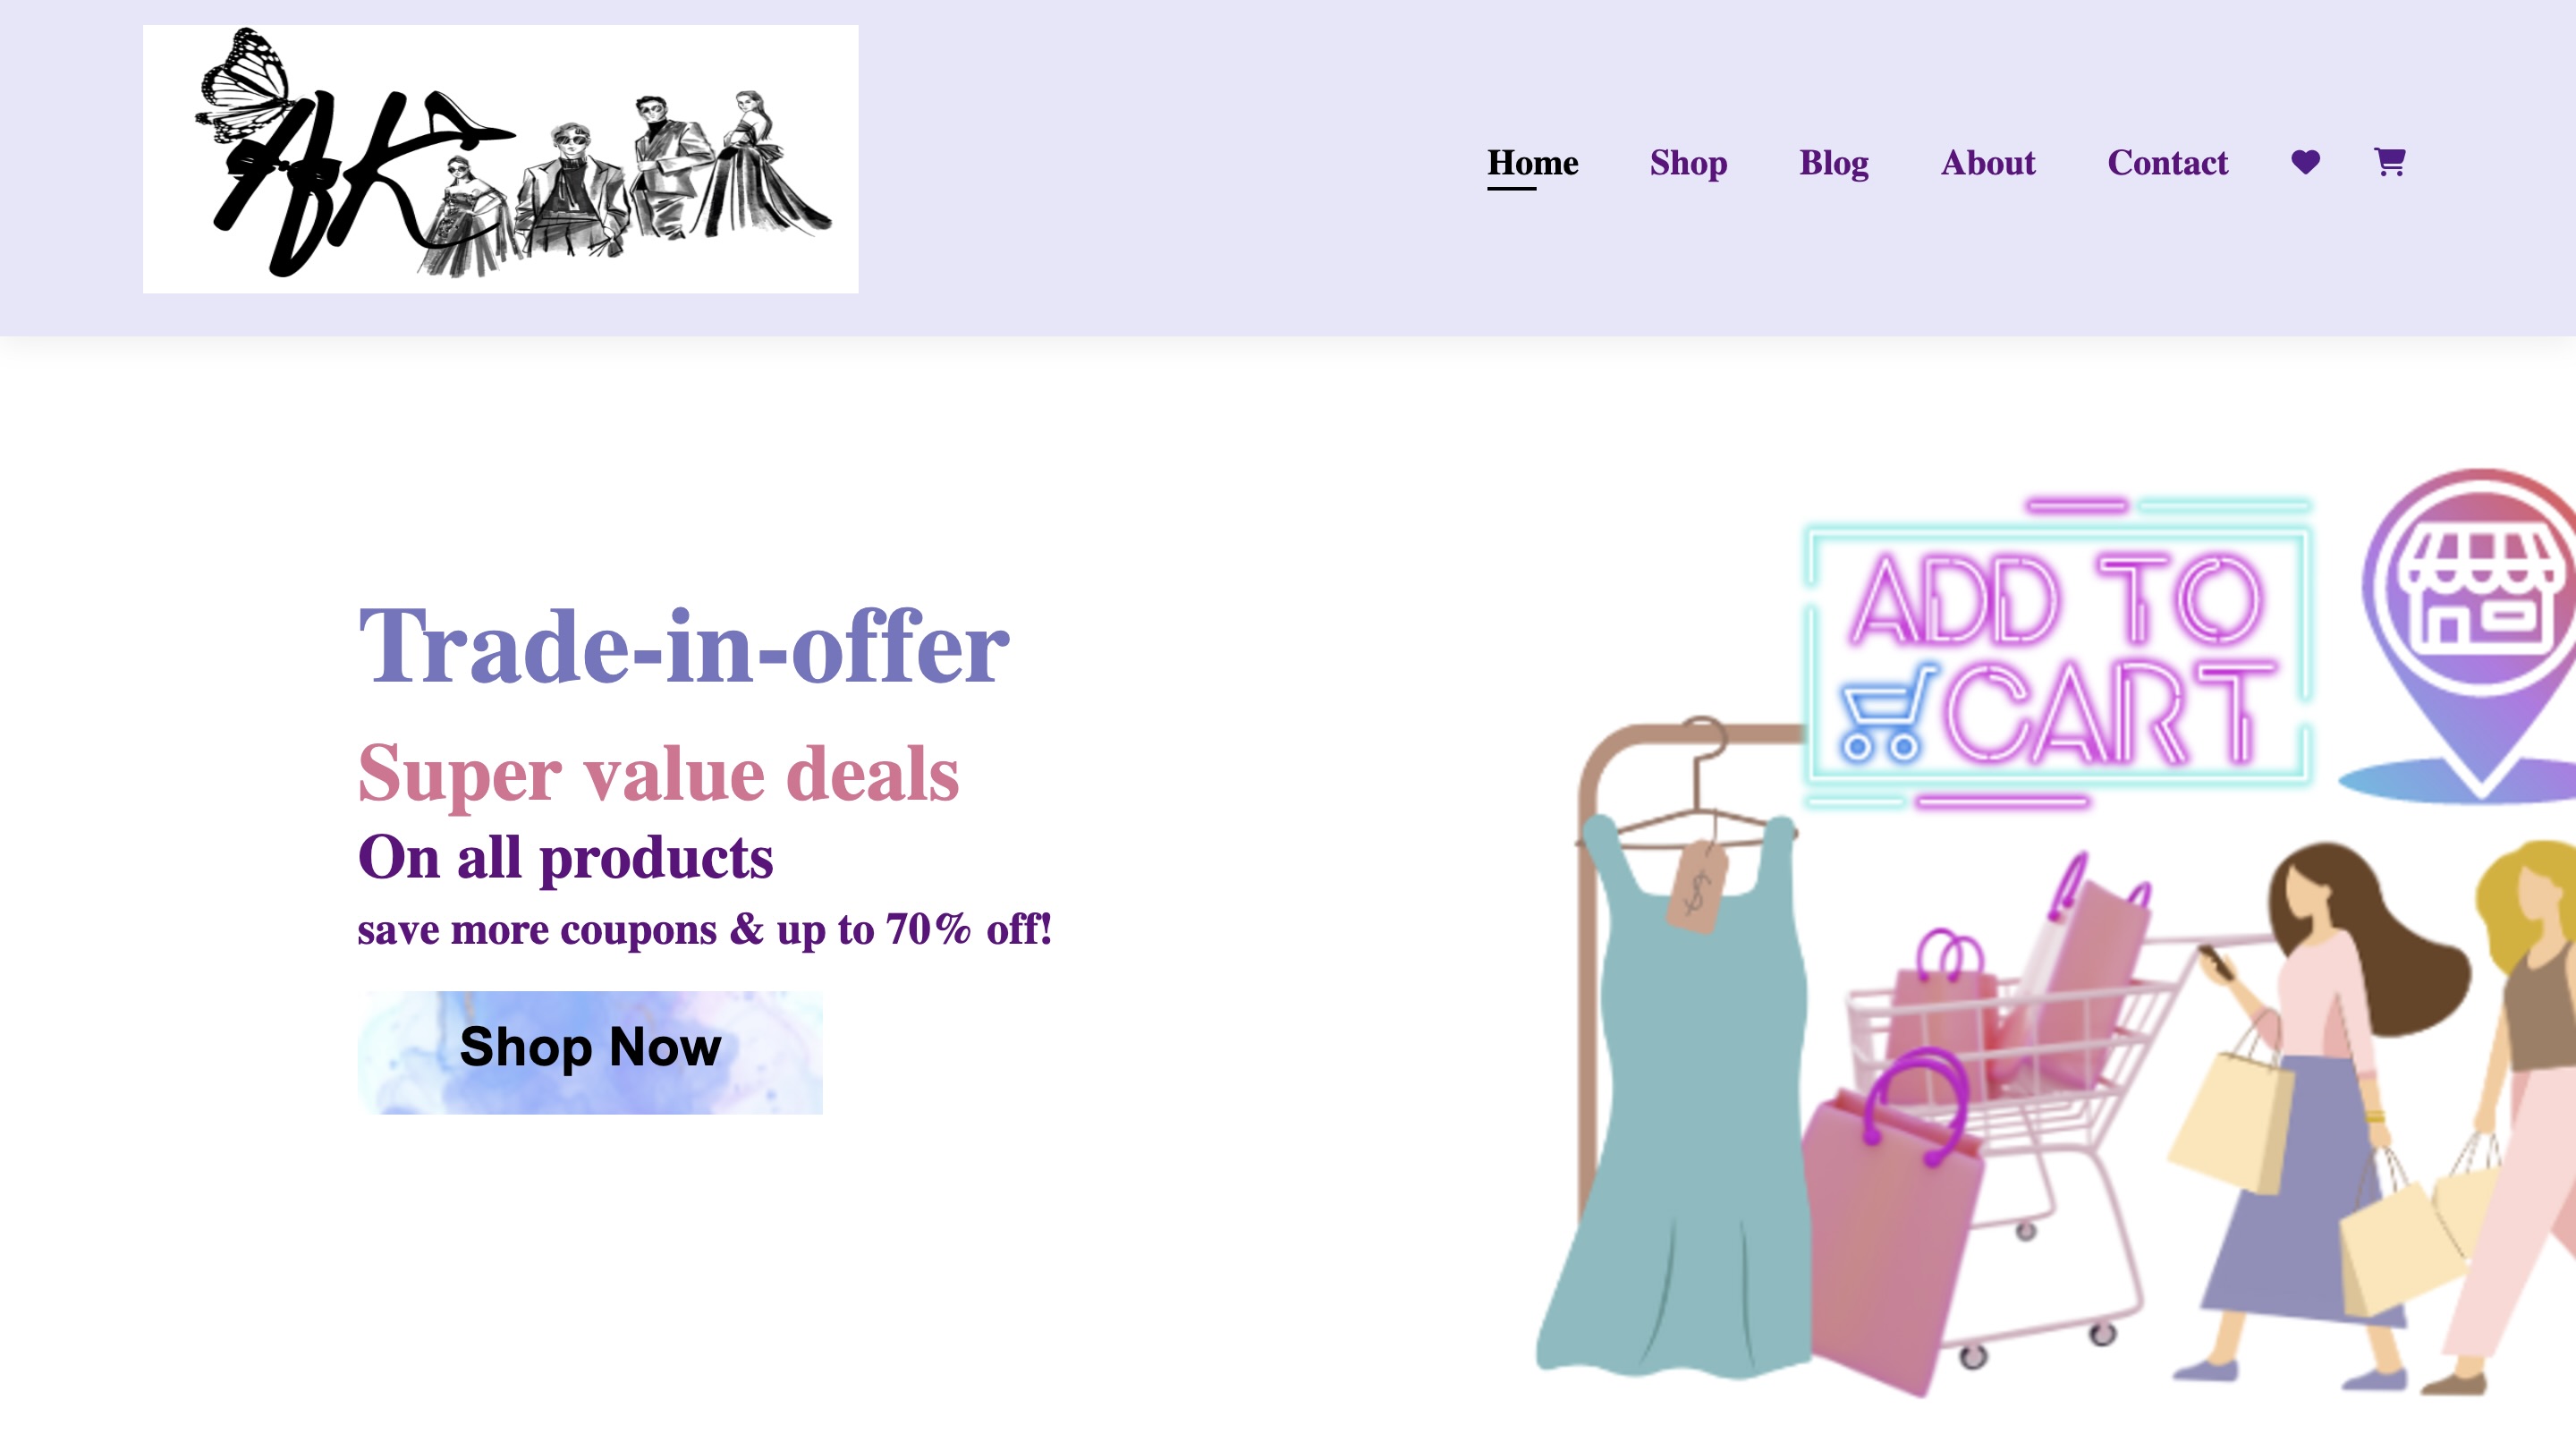 AK
Home Shop Blog About Contact
Trade-in-offer
Super value deals
On all products
save more coupons & up to 70% off!
Shop Now
ADD TO
CART
$